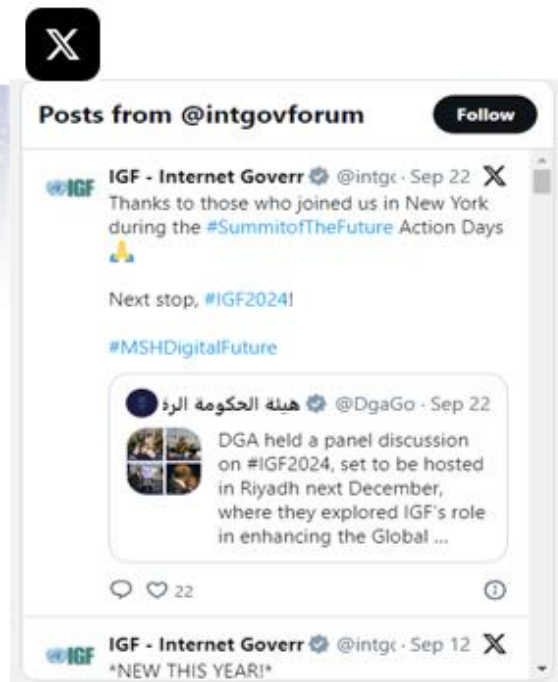 X
Posts from @intgovforum
Follow
IGF - Internet Governr @intgc · Sep 22 X
IGF
Thanks to those who joined us in New York
during the #SummitofTheFuture Action Days
🙏
Next stop, #IGF2024!
#MSHDigitalFuture
هيئة الحكومة الرذ @DgaGo · Sep 22
DGA held a panel discussion
on #IGF2024, set to be hosted
in Riyadh next December,
where they explored IGF's role
in enhancing the Global ...
22
IGF - Internet Governr @intgc · Sep 12 X
IGF
*NEW THIS YEAR!*